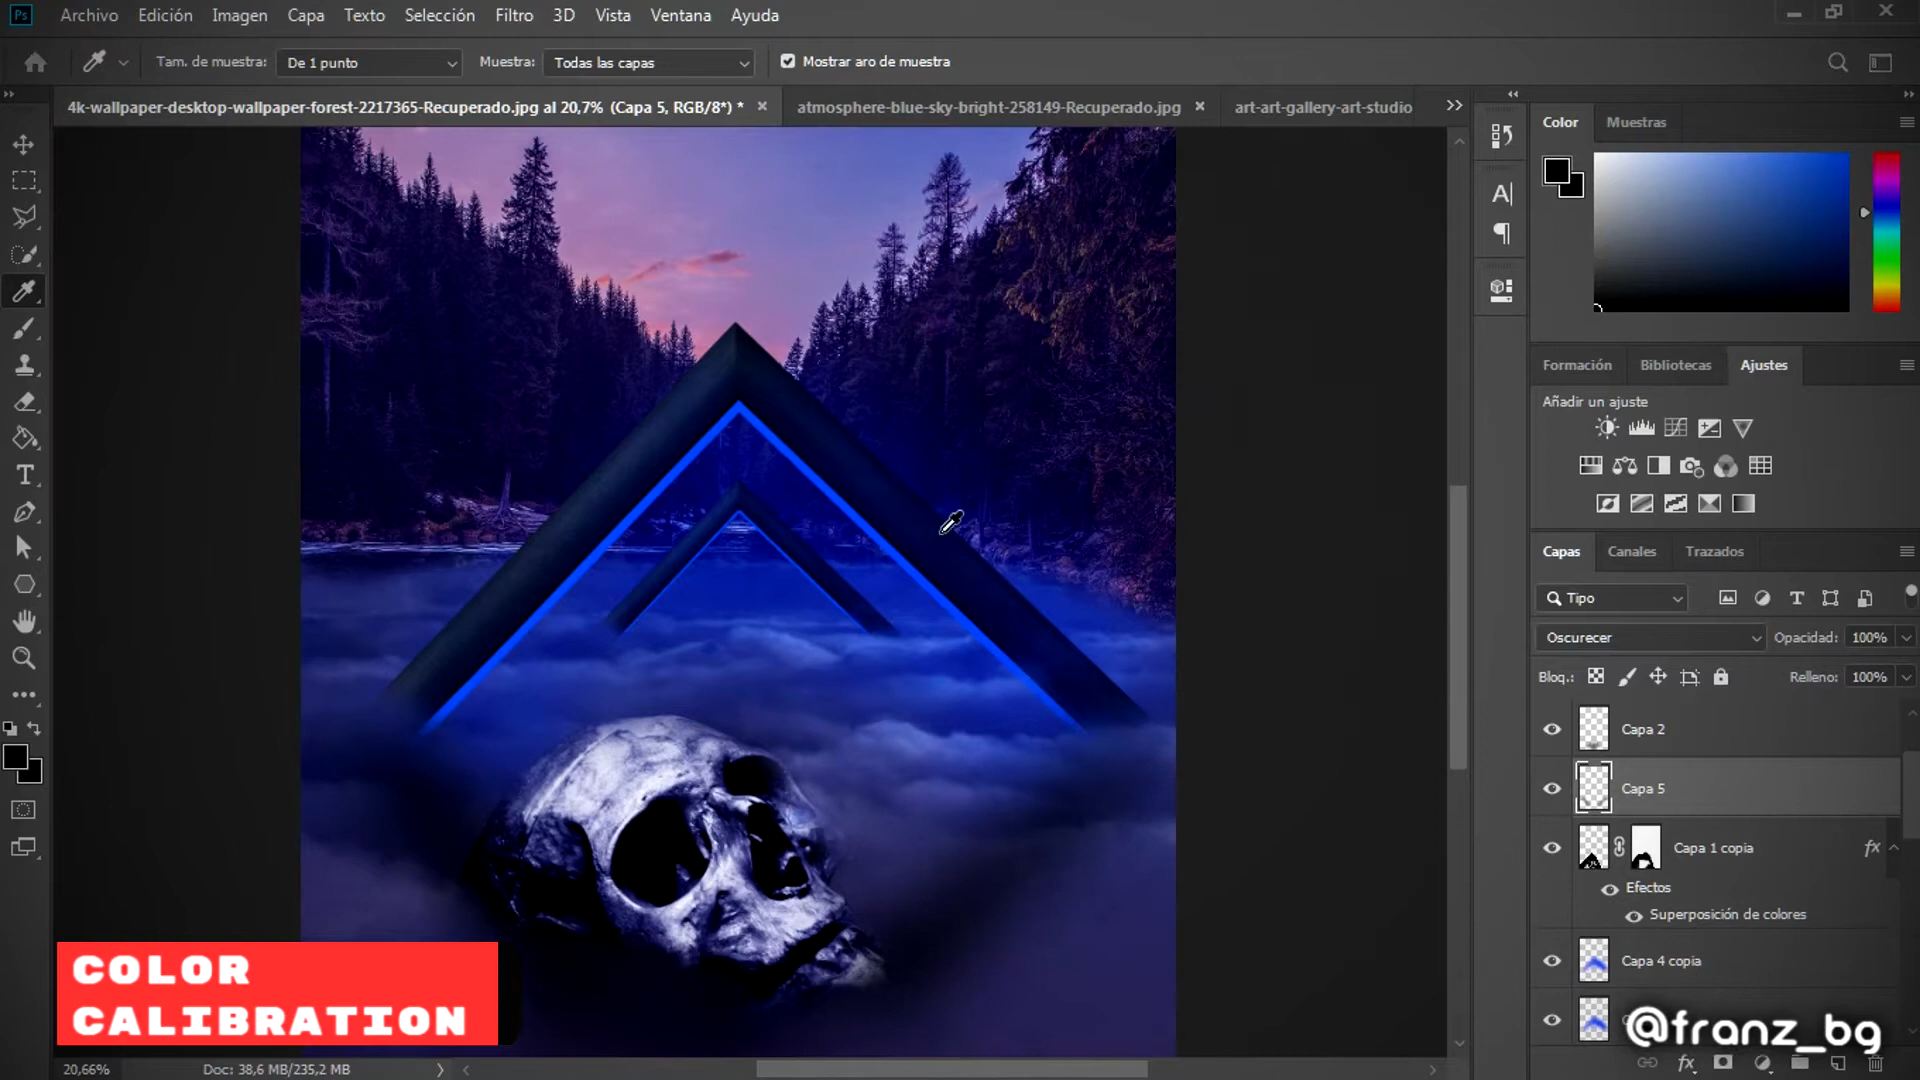 Ps Archivo Edición Imagen Capa Texto Selección Filtro 3D Vista Ventana Ayuda
Tam. de muestra: De 1 punto Muestra: Todas las capas Mostrar aro de muestra
4k-wallpaper-desktop-wallpaper-forest-2217365-Recuperado.jpg al 20,7% (Capa 5, RGB/8*) *
atmosphere-blue-sky-bright-258149-Recuperado.jpg
art-art-gallery-art-studio
Color Muestras
Formación Bibliotecas Ajustes
Añadir un ajuste
Capas Canales Trazados
Tipo
Oscurecer Opacidad: 100%
Bloq.: Relleno: 100%
Capa 2
Capa 5
Capa 1 copia fx
Efectos
Superposición de colores
Capa 4 copia
COLOR
CALIBRATION
@franz_bg
20,66% Doc: 38,6 MB/235,2 MB